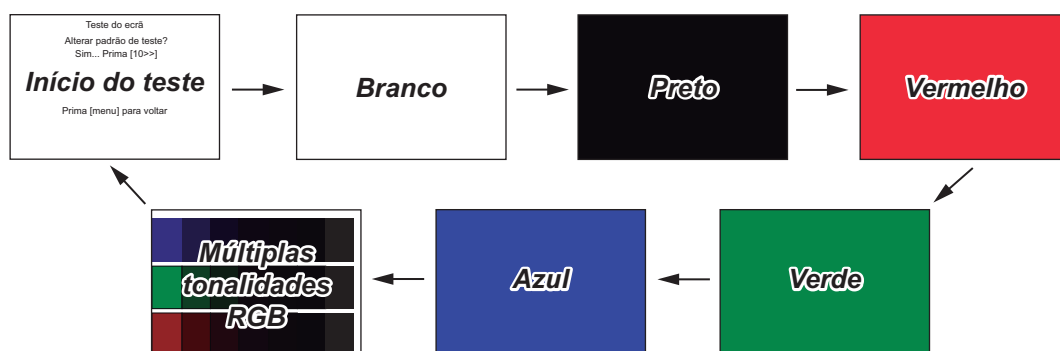 Teste do ecrã
Alterar padrão de teste?
Sim... Prima [10>>]
Início do teste
Prima [menu] para voltar
Branco
Preto
Vermelho
Verde
Azul
Múltiplas
tonalidades
RGB